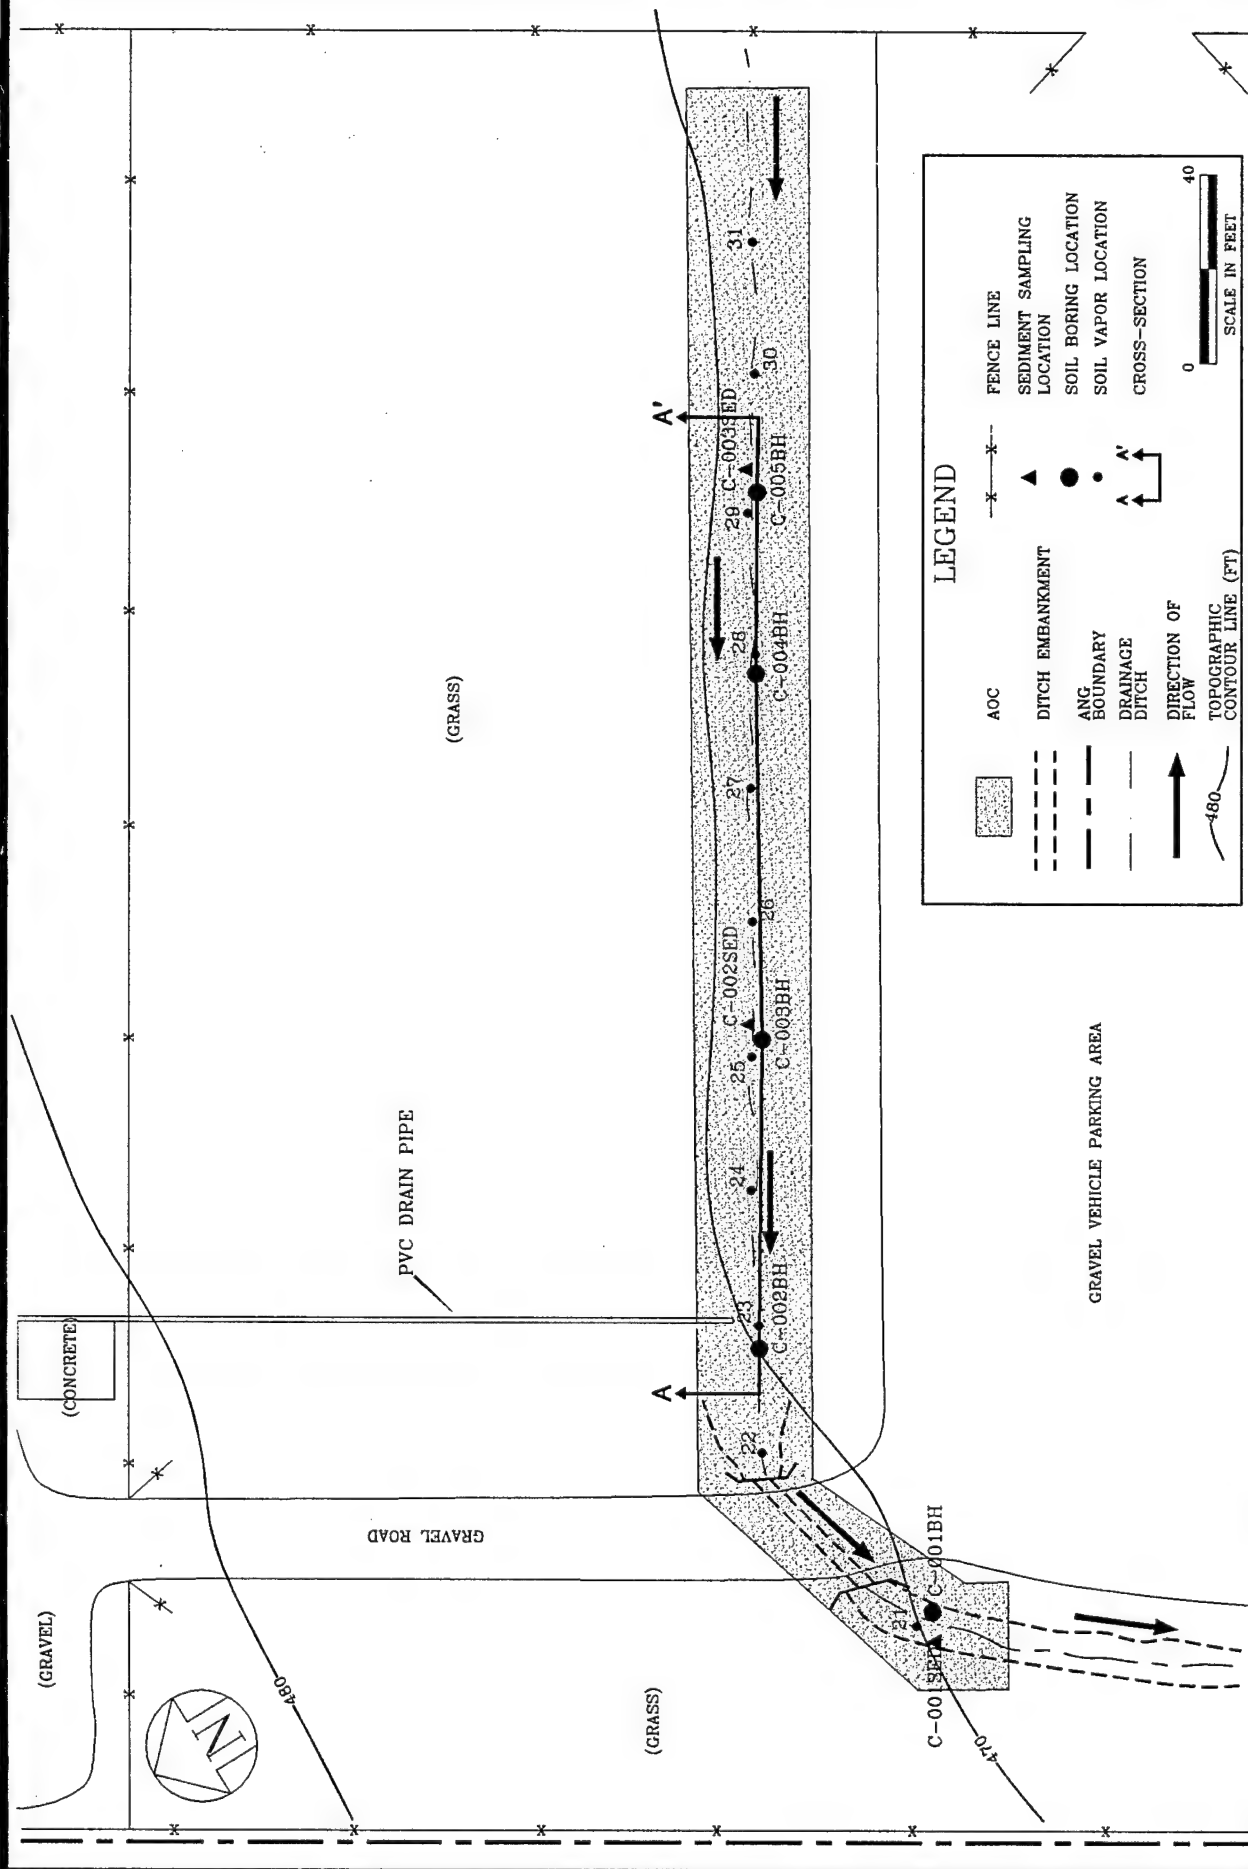 (GRAVEL)
(CONCRETE)
480
N
GRAVEL ROAD
PVC DRAIN PIPE
(GRASS)
(GRASS)
A
A'
22
23
24
25
26
27
28
29
30
31
21
C-002SED
C-003SED
C-002BH
C-003BH
C-004BH
C-005BH
C-001SED
C-001BH
470
GRAVEL VEHICLE PARKING AREA
LEGEND
AOC
DITCH EMBANKMENT
ANG
BOUNDARY
DRAINAGE
DITCH
DIRECTION OF
FLOW
480
TOPOGRAPHIC
CONTOUR LINE (FT)
FENCE LINE
SEDIMENT SAMPLING
LOCATION
SOIL BORING LOCATION
SOIL VAPOR LOCATION
A A'
CROSS-SECTION
0 40
SCALE IN FEET